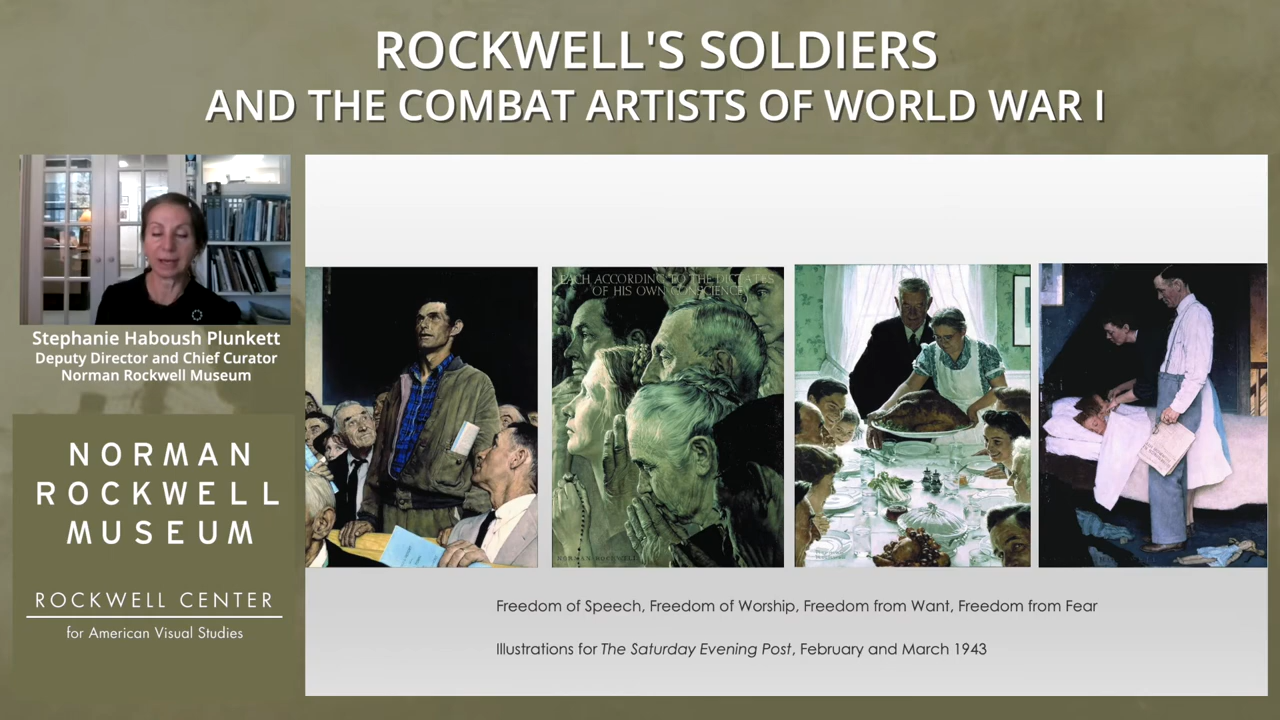 ROCKWELL'S SOLDIERS
AND THE COMBAT ARTISTS OF WORLD WAR I
Stephanie Haboush Plunkett
Deputy Director and Chief Curator
Norman Rockwell Museum
NORMAN
ROCKWELL
MUSEUM
ROCKWELL CENTER
for American Visual Studies
EACH ACCORDING TO THE DICTATES
OF HIS OWN CONSCIENCE
NORMAN ROCKWELL
Freedom of Speech, Freedom of Worship, Freedom from Want, Freedom from Fear
Illustrations for The Saturday Evening Post, February and March 1943